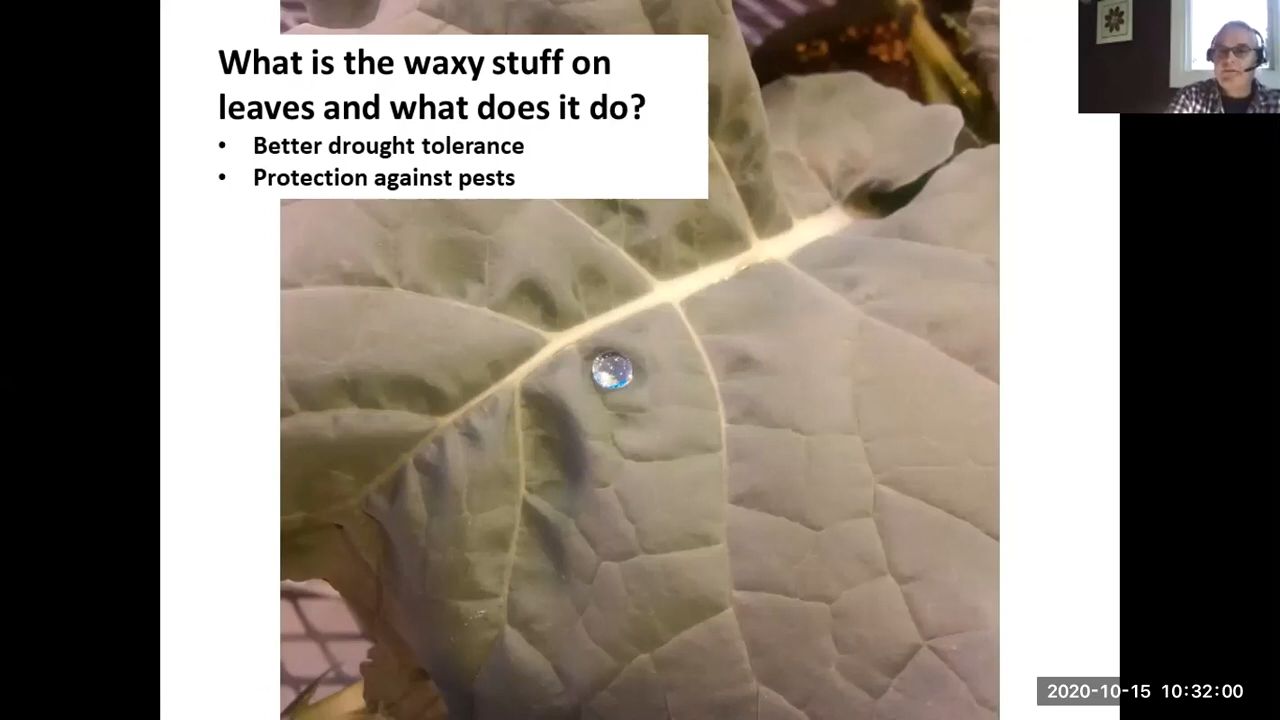 What is the waxy stuff on
leaves and what does it do?
• Better drought tolerance
• Protection against pests
2020-10-15 10:32:00